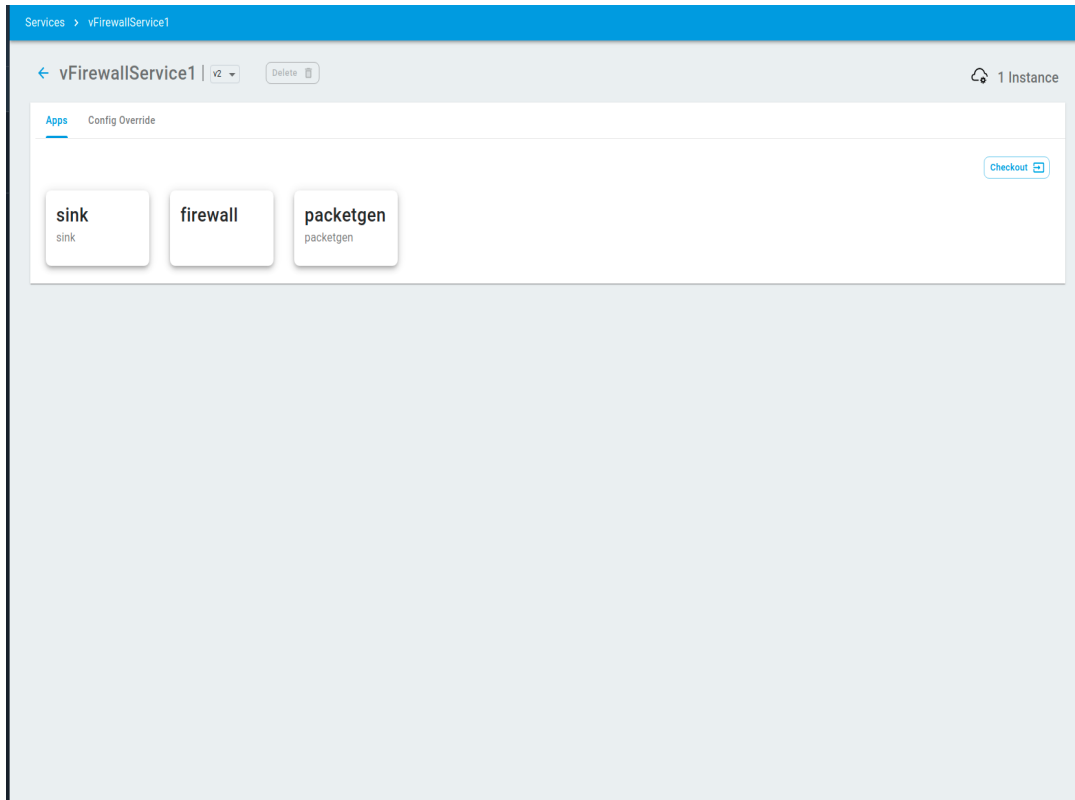 Services > vFirewallService1
vFirewallService1 | v2 Delete
1 Instance
Apps Config Override
Checkout
sink firewall packetgen
sink packetgen